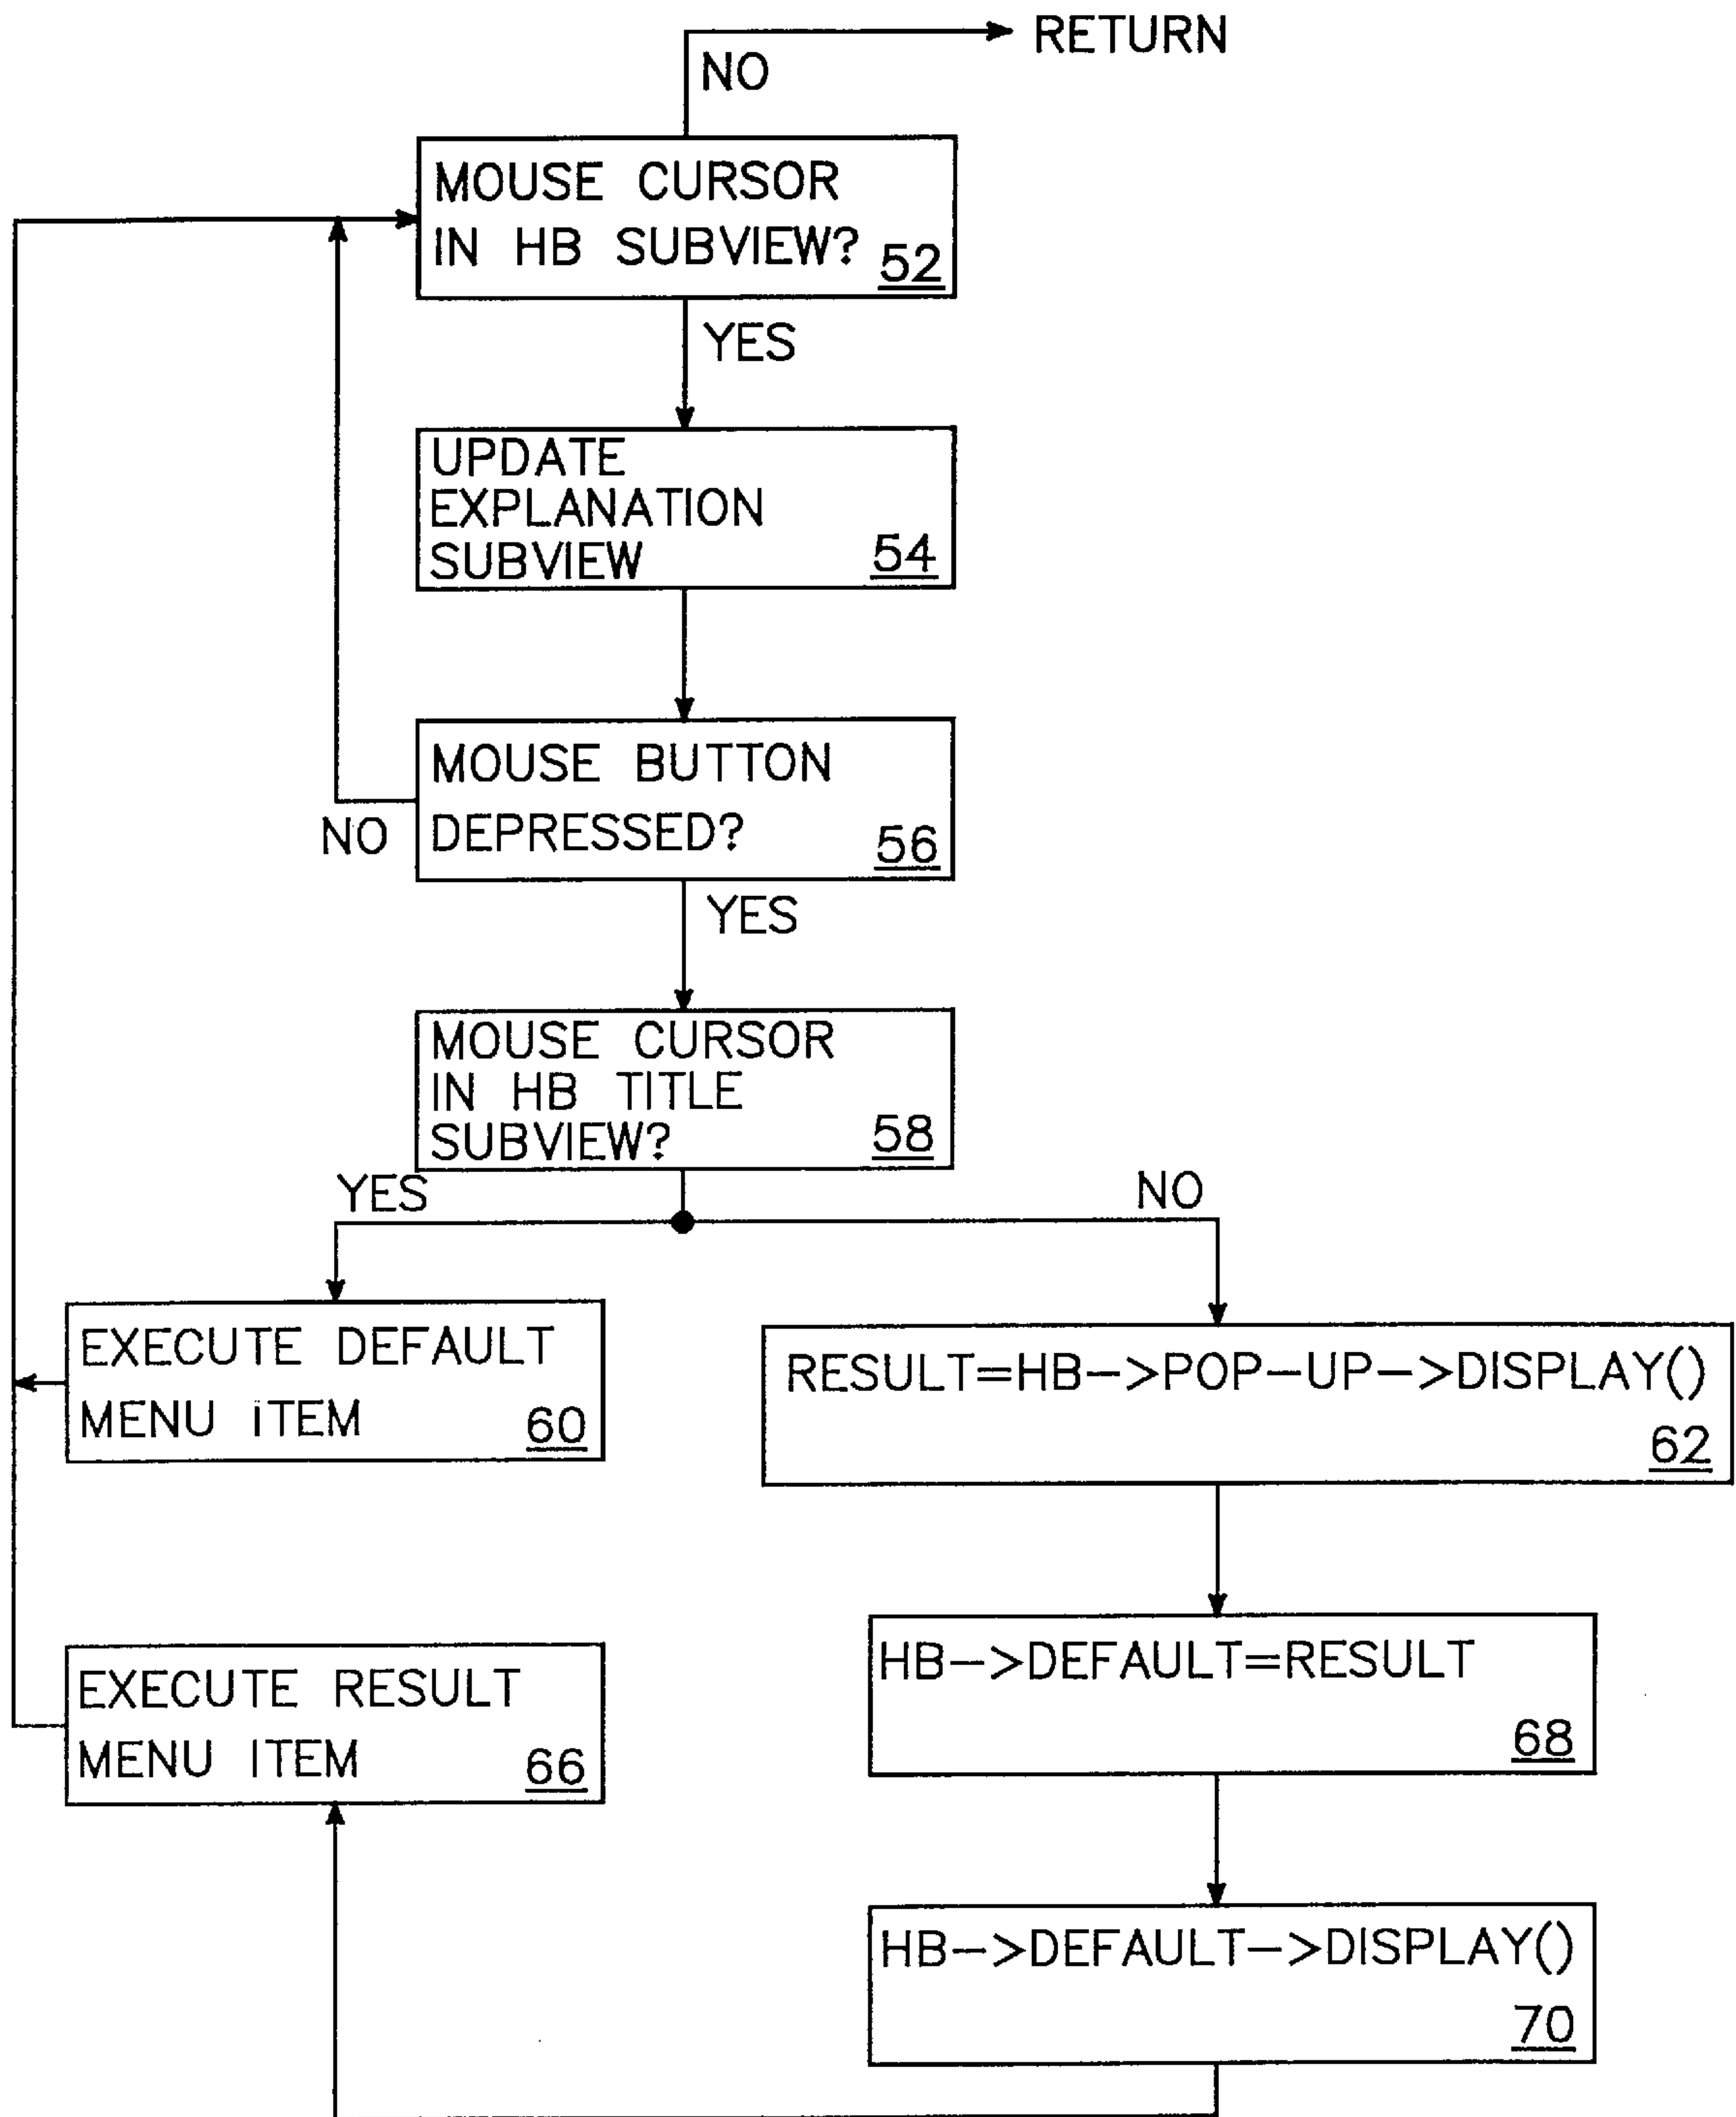 RETURN
NO
MOUSE CURSOR
IN HB SUBVIEW?
52
YES
UPDATE
EXPLANATION
SUBVIEW
54
MOUSE BUTTON
DEPRESSED?
56
NO
YES
MOUSE CURSOR
IN HB TITLE
SUBVIEW?
58
YES
NO
EXECUTE DEFAULT
MENU ITEM
60
RESULT=HB->POP-UP->DISPLAY()
62
HB->DEFAULT=RESULT
68
EXECUTE RESULT
MENU ITEM
66
HB->DEFAULT->DISPLAY()
70